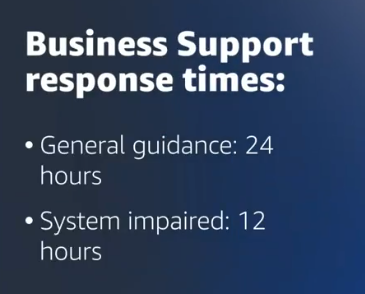 Business Support
response times:
• General guidance: 24
hours
• System impaired: 12
hours